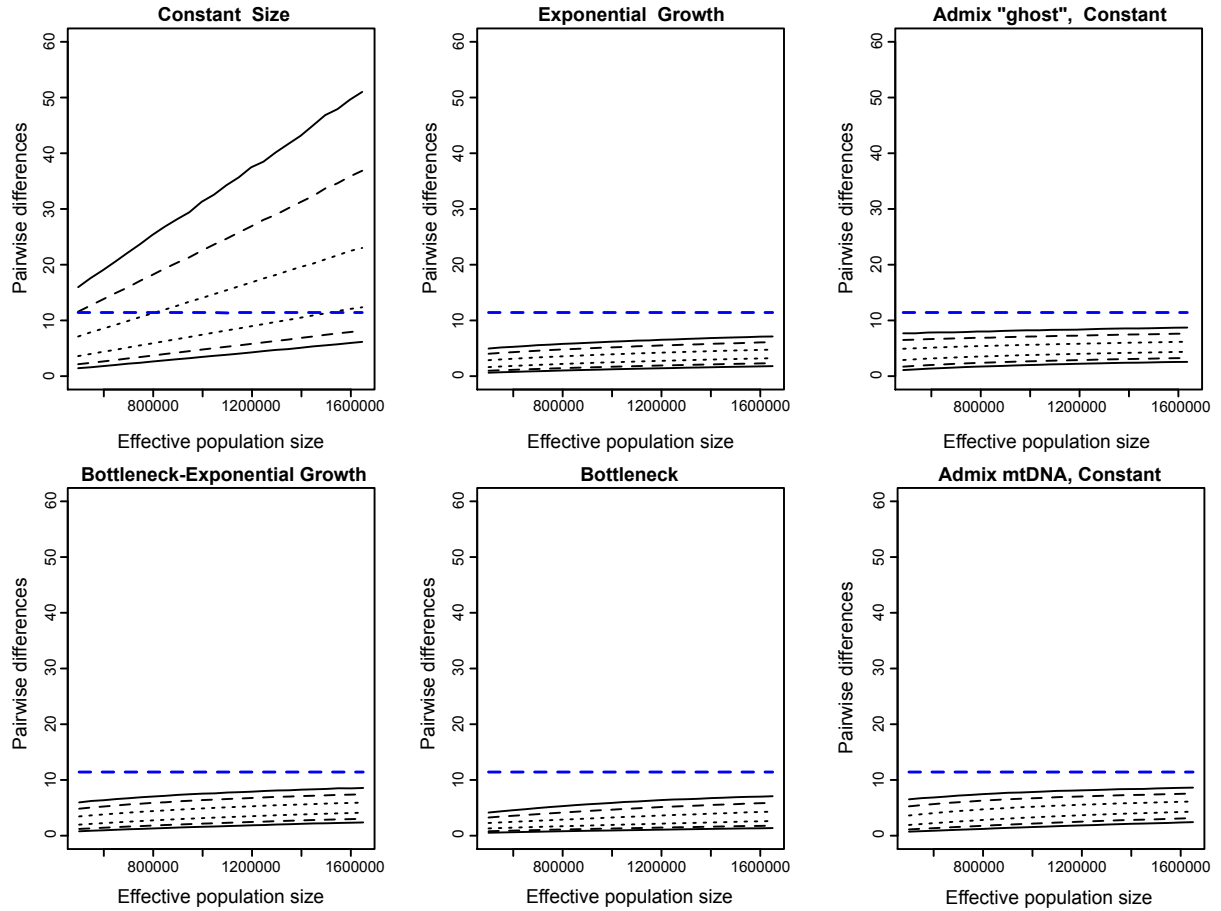 Constant Size
Exponential Growth
Admix "ghost", Constant
Pairwise differences
0 10 20 30 40 50 60
800000 1200000 1600000
Effective population size
Pairwise differences
0 10 20 30 40 50 60
800000 1200000 1600000
Effective population size
Pairwise differences
0 10 20 30 40 50 60
800000 1200000 1600000
Effective population size
Bottleneck-Exponential Growth
Bottleneck
Admix mtDNA, Constant
Pairwise differences
0 10 20 30 40 50 60
800000 1200000 1600000
Effective population size
Pairwise differences
0 10 20 30 40 50 60
800000 1200000 1600000
Effective population size
Pairwise differences
0 10 20 30 40 50 60
800000 1200000 1600000
Effective population size